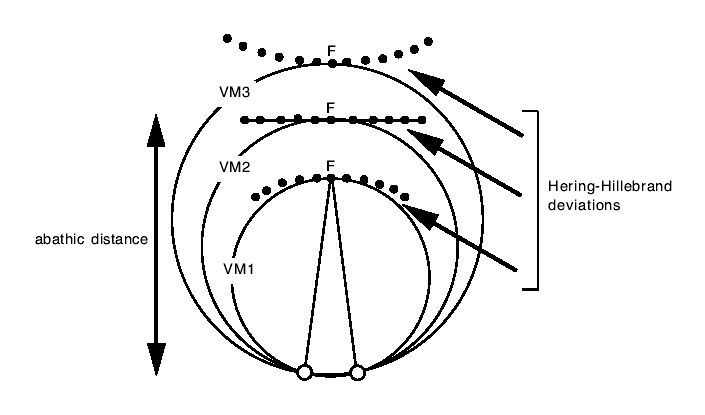 F
VM3
F
VM2
F
Hering-Hillebrand
deviations
abathic distance
VM1